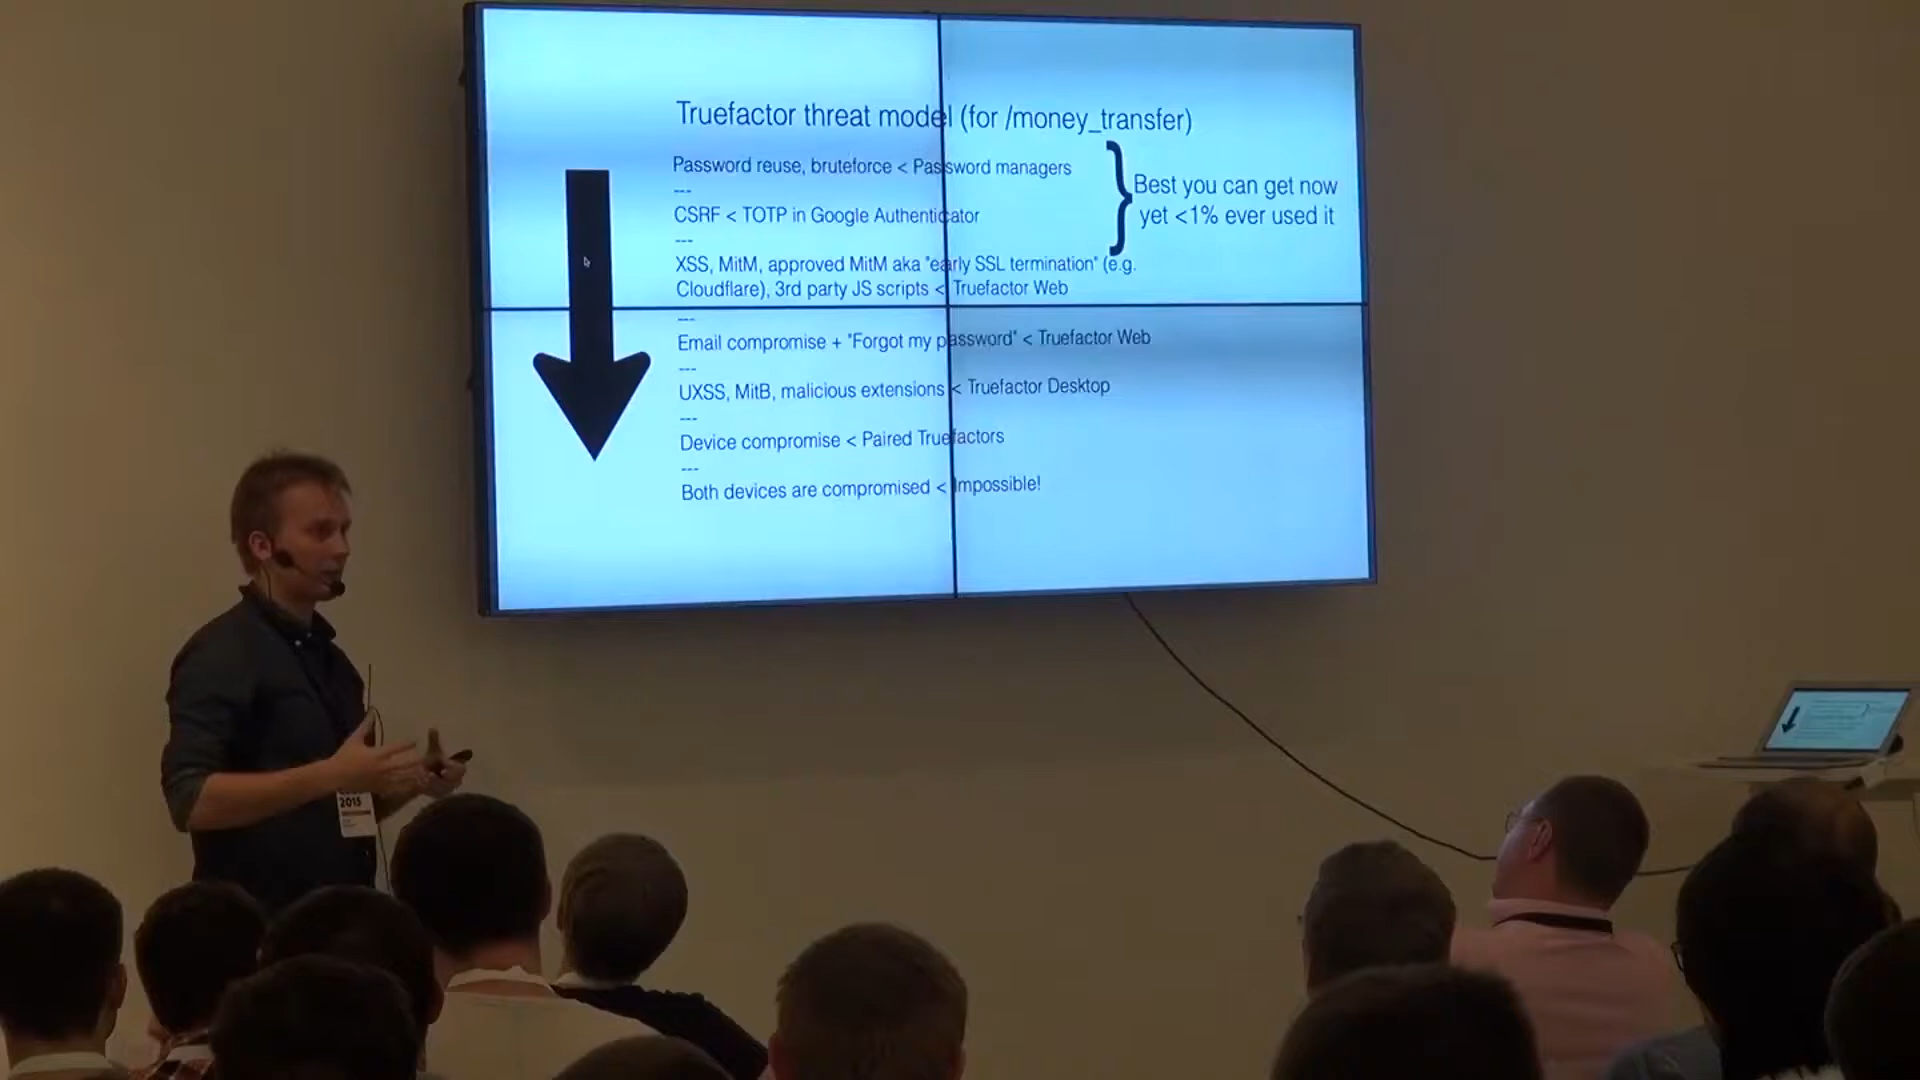 Truefactor threat model (for /money_transfer)
Password reuse, bruteforce < Password managers
---
CSRF < TOTP in Google Authenticator
---
XSS, MitM, approved MitM aka "early SSL termination" (e.g.
Cloudflare), 3rd party JS scripts < Truefactor Web
---
Email compromise + "Forgot my password" < Truefactor Web
---
UXSS, MitB, malicious extensions < Truefactor Desktop
---
Device compromise < Paired Truefactors
---
Both devices are compromised < Impossible!
} Best you can get now
yet <1% ever used it
2015